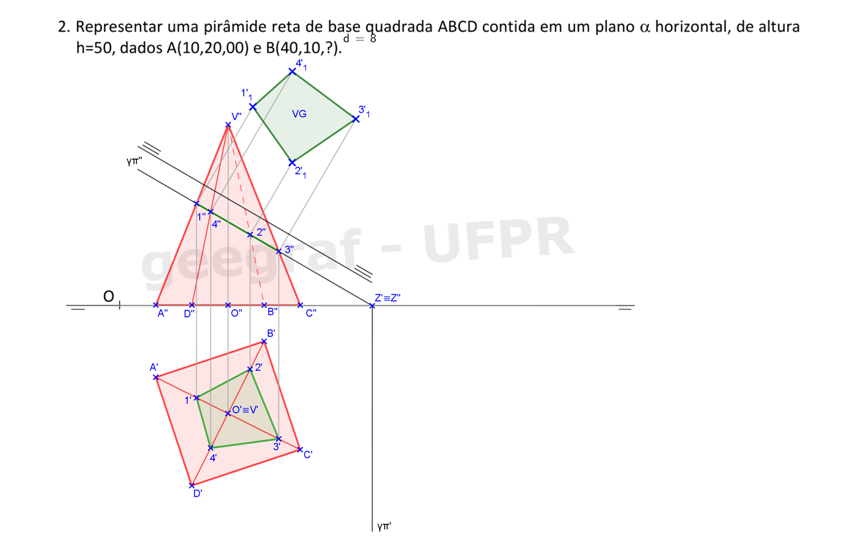 2. Representar uma pirâmide reta de base quadrada ABCD contida em um plano α horizontal, de altura
h=50, dados A(10,20,00) e B(40,10,?).
d = 8
4'₁
1'₁
3'₁
V"
VG
γπ"
2'₁
1"
4"
2"
3"
geegraf - UFPR
O
Z'≡Z"
A"
D"
O"
B"
C"
B'
A'
2'
1'
O'≡V'
3'
C'
4'
D'
γπ'